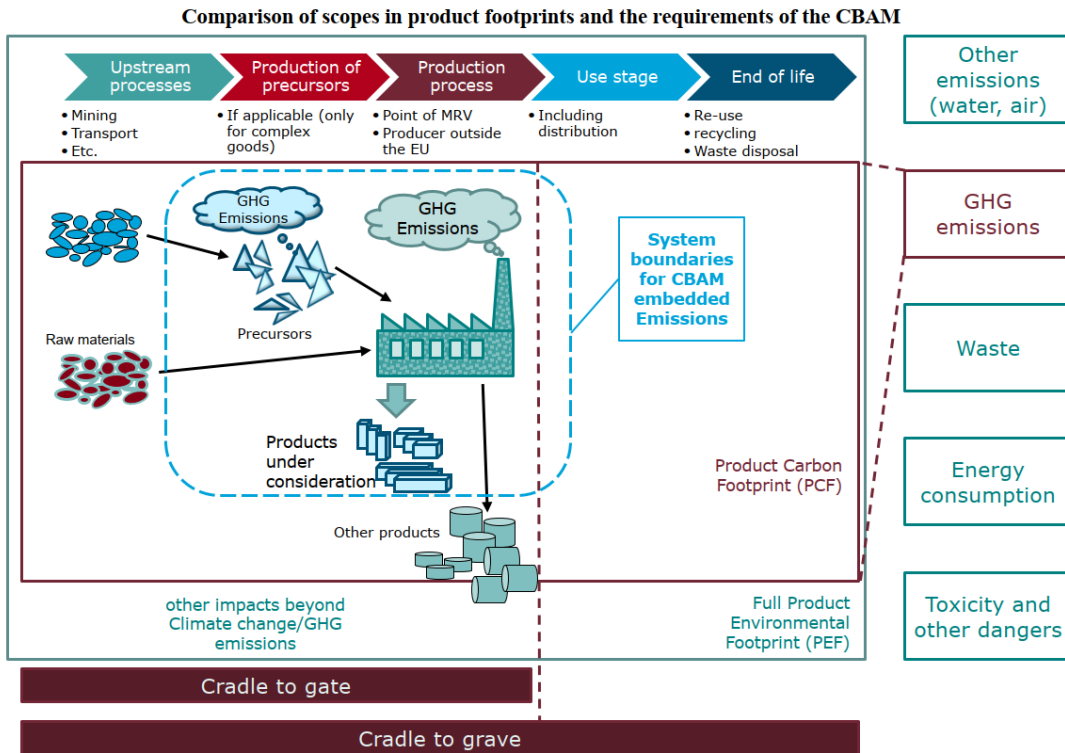 Comparison of scopes in product footprints and the requirements of the CBAM
Upstream
processes
Production of
precursors
Production
process
Use stage
End of life
• Mining
• Transport
• Etc.
• If applicable (only
for complex
goods)
• Point of MRV
• Producer outside
the EU
• Including
distribution
• Re-use
• recycling
• Waste disposal
GHG
Emissions
GHG
Emissions
Precursors
Raw materials
Products
under
consideration
Other products
System
boundaries
for CBAM
embedded
Emissions
Product Carbon
Footprint (PCF)
other impacts beyond
Climate change/GHG
emissions
Full Product
Environmental
Footprint (PEF)
Other
emissions
(water, air)
GHG
emissions
Waste
Energy
consumption
Toxicity and
other dangers
Cradle to gate
Cradle to grave